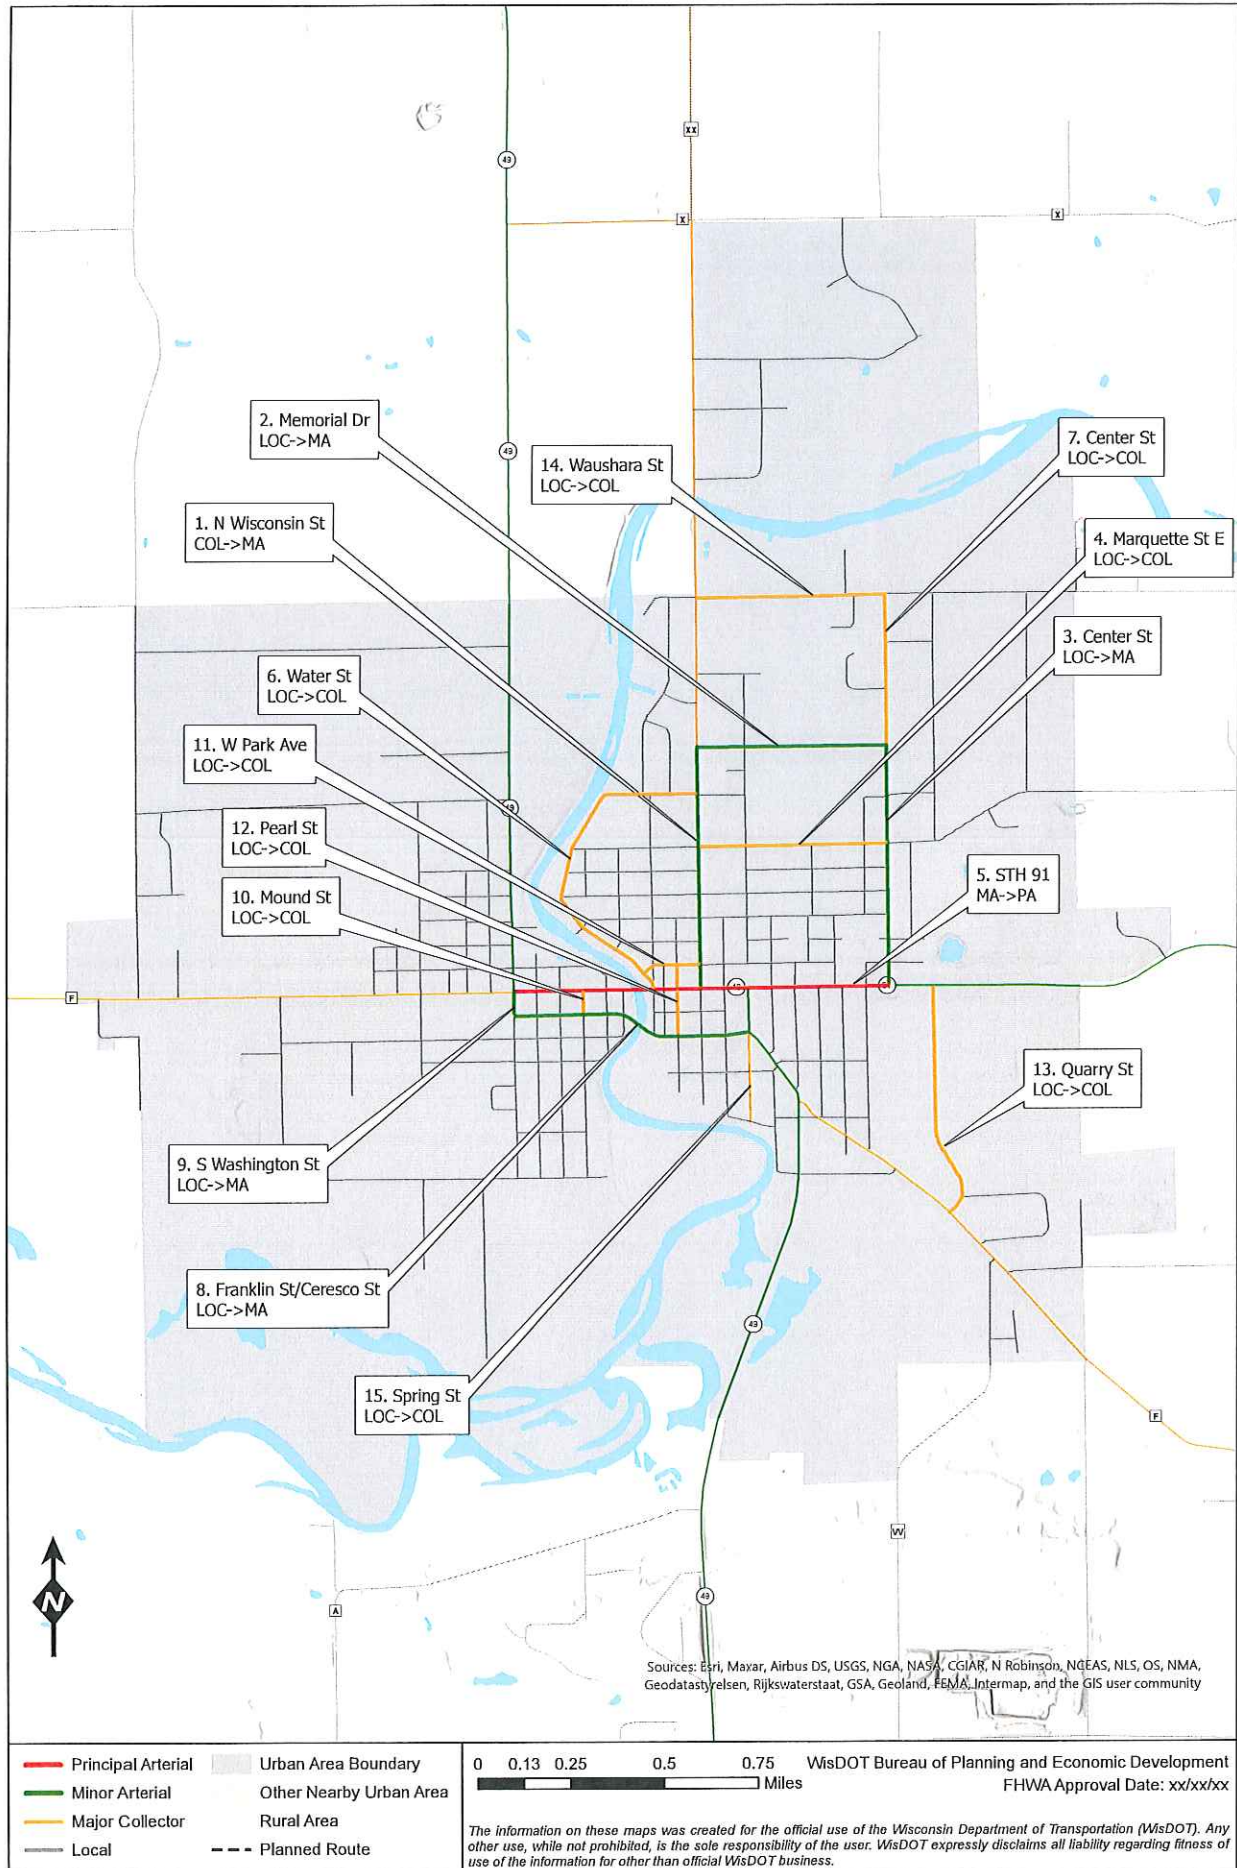 49
XX
X
X
2. Memorial Dr
LOC->MA
49
14. Waushara St
LOC->COL
7. Center St
LOC->COL
1. N Wisconsin St
COL->MA
4. Marquette St E
LOC->COL
3. Center St
LOC->MA
6. Water St
LOC->COL
11. W Park Ave
LOC->COL
49
12. Pearl St
LOC->COL
5. STH 91
MA->PA
10. Mound St
LOC->COL
F
49
13. Quarry St
LOC->COL
9. S Washington St
LOC->MA
8. Franklin St/Ceresco St
LOC->MA
49
15. Spring St
LOC->COL
F
N
A
49
Sources: Esri, Maxar, Airbus DS, USGS, NGA, NASA, CGIAR, N Robinson, NCEAS, NLS, OS, NMA,
Geodatastyrelsen, Rijkswaterstaat, GSA, Geoland, FEMA, Intermap, and the GIS user community
Principal Arterial
Minor Arterial
Major Collector
Local
Urban Area Boundary
Other Nearby Urban Area
Rural Area
Planned Route
0 0.13 0.25 0.5 0.75
Miles
WisDOT Bureau of Planning and Economic Development
FHWA Approval Date: xx/xx/xx
The information on these maps was created for the official use of the Wisconsin Department of Transportation (WisDOT). Any
other use, while not prohibited, is the sole responsibility of the user. WisDOT expressly disclaims all liability regarding fitness of
use of the information for other than official WisDOT business.